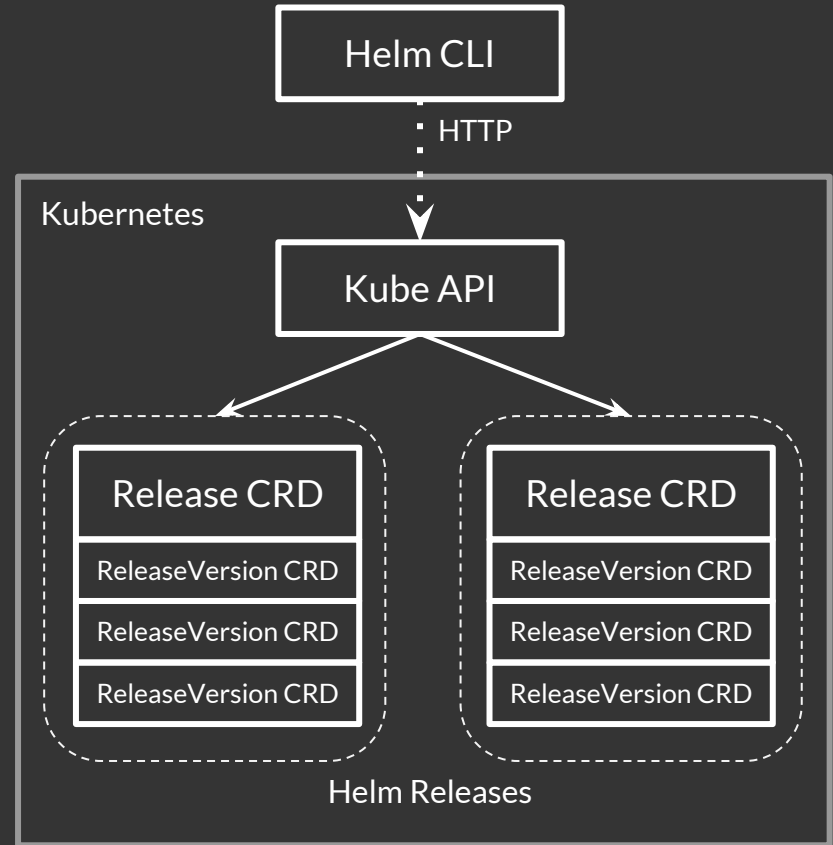 Helm CLI
HTTP
Kubernetes
Kube API
Release CRD
ReleaseVersion CRD
ReleaseVersion CRD
ReleaseVersion CRD
Release CRD
ReleaseVersion CRD
ReleaseVersion CRD
ReleaseVersion CRD
Helm Releases